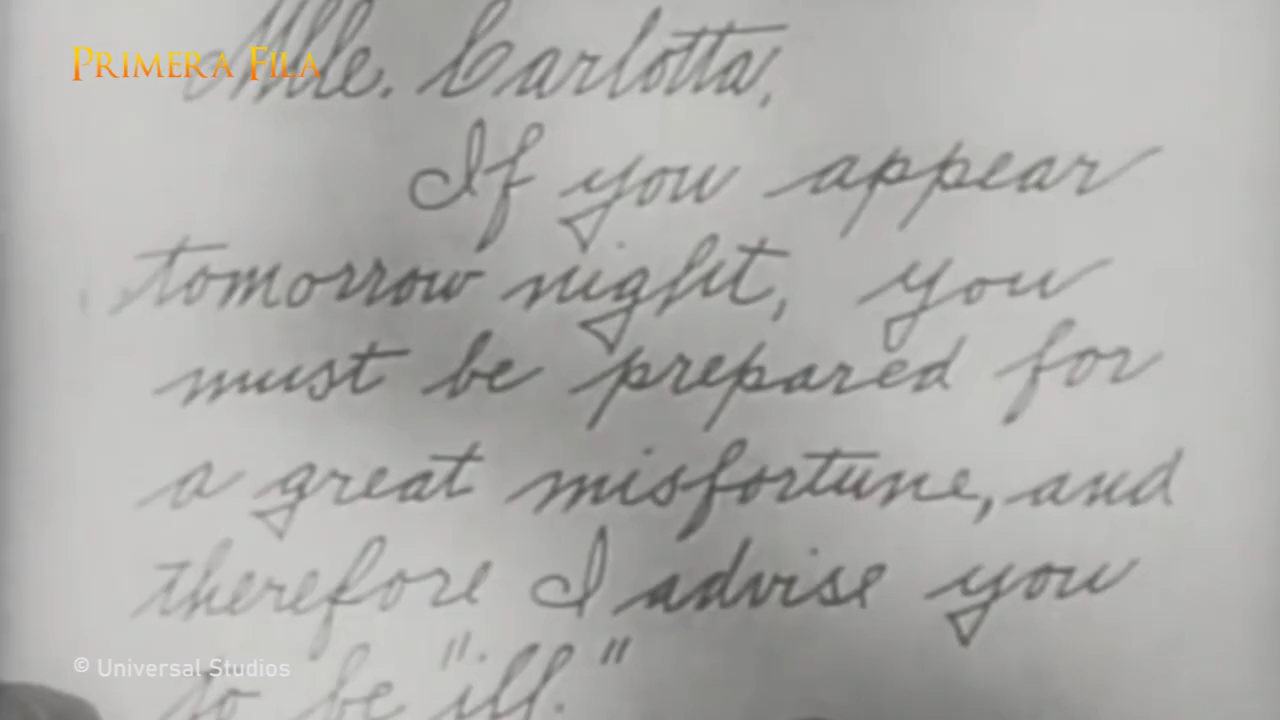 PRIMERA FILA
Mlle. Carlotta,
If you appear
tomorrow night, you
must be prepared for
a great misfortune, and
therefore I advise you
to be "ill."
© Universal Studios